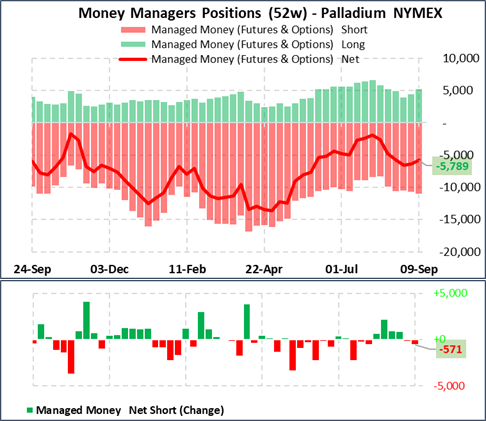 Money Managers Positions (52w) - Palladium NYMEX
Managed Money (Futures & Options) Short
Managed Money (Futures & Options) Long
Managed Money (Futures & Options) Net
10,000
5,000
-
-5,000
-5,789
-10,000
-15,000
-20,000
24-Sep 03-Dec 11-Feb 22-Apr 01-Jul 09-Sep
+5,000
+0
-571
-5,000
Managed Money Net Short (Change)